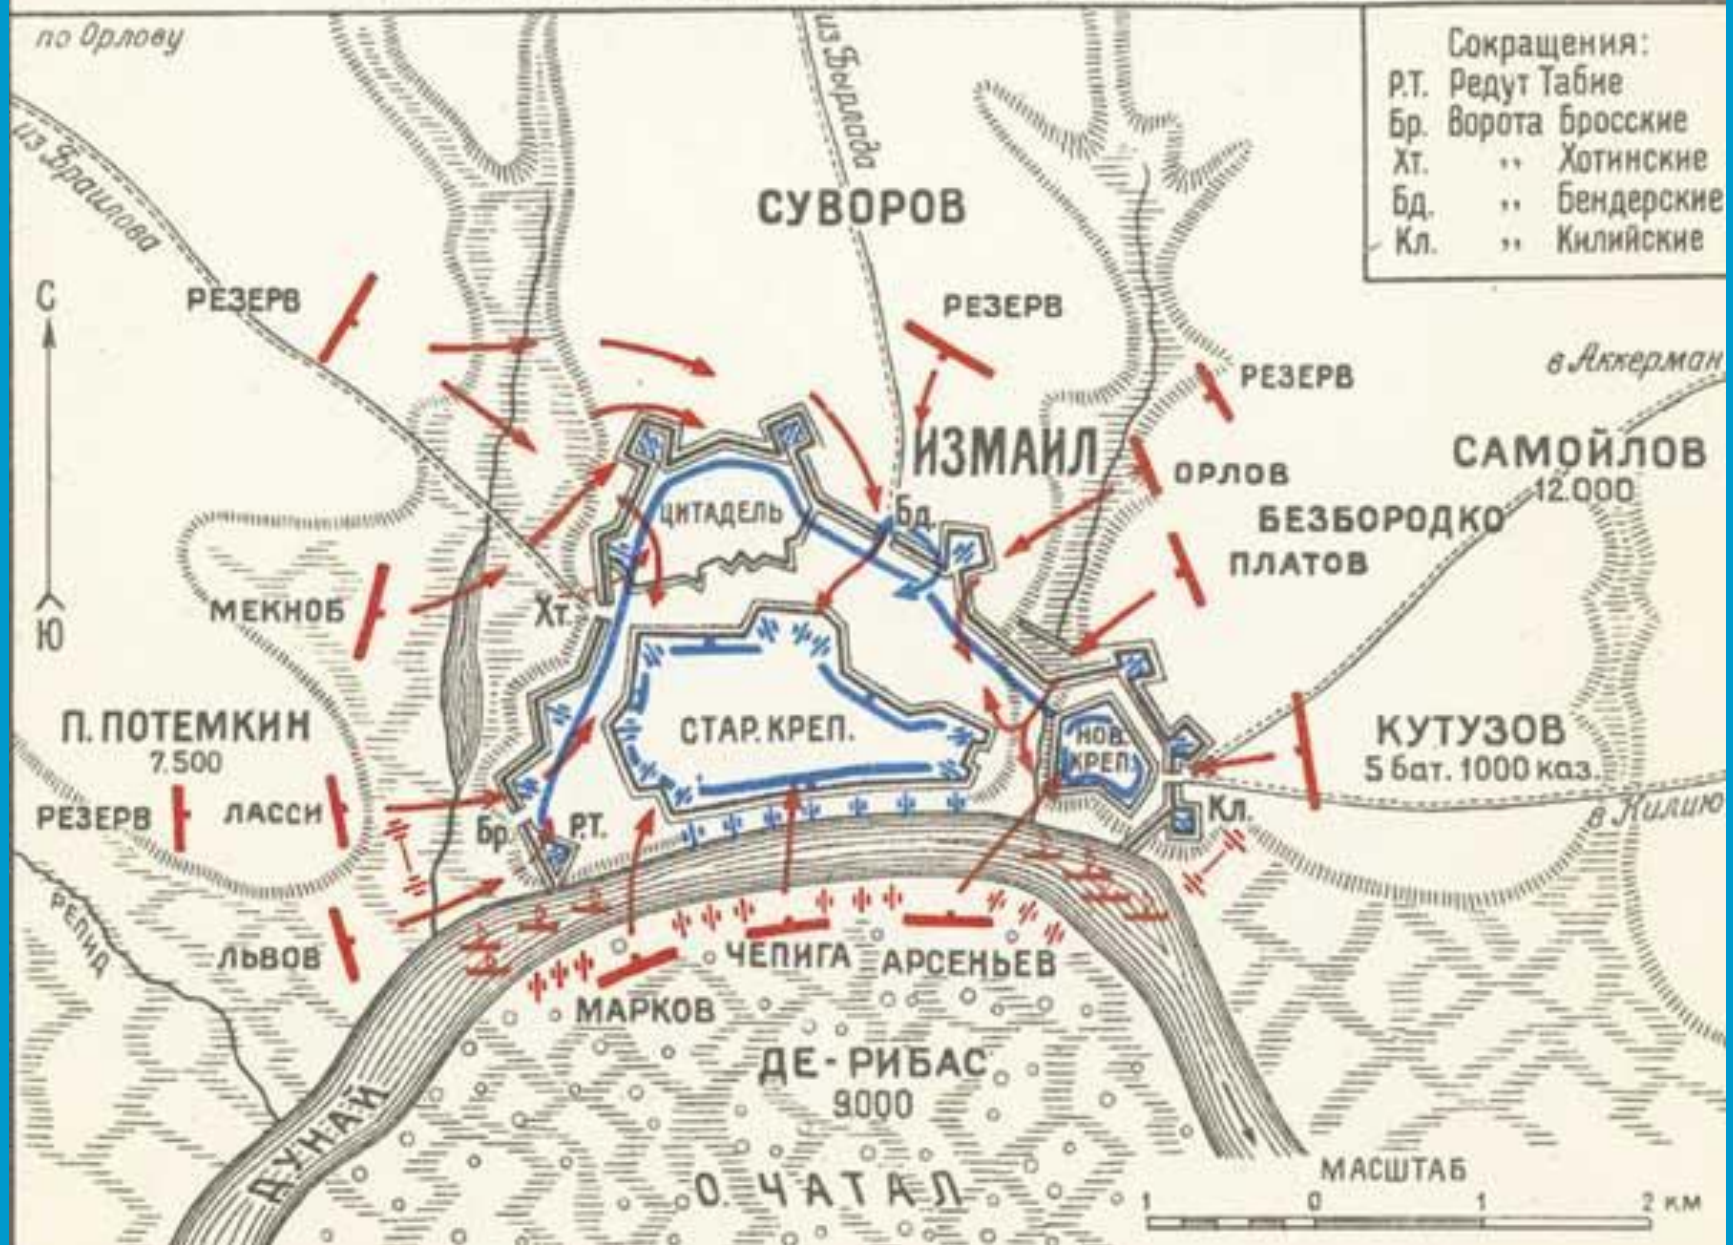 по Орлову
из Бырлада
Сокращения:
Р.Т. Редут Табие
Бр. Ворота Бросские
Хт. ,, Хотинские
Бд. ,, Бендерские
Кл. ,, Килийские
из Браилова
СУВОРОВ
С
РЕЗЕРВ
РЕЗЕРВ
РЕЗЕРВ
в Аккерман
ИЗМАИЛ
САМОЙЛОВ
12.000
ОРЛОВ
ЦИТАДЕЛЬ
Бд.
БЕЗБОРОДКО
ПЛАТОВ
МЕКНОБ
Хт.
Ю
П. ПОТЕМКИН
7.500
СТАР. КРЕП.
НОВ.
КРЕП.
КУТУЗОВ
5 бат. 1000 каз.
РЕЗЕРВ
ЛАССИ
Бр.
Р.Т.
Кл.
в Килию
РЕПИД
ЛЬВОВ
ЧЕПИГА
АРСЕНЬЕВ
МАРКОВ
ДЕ-РИБАС
9000
ДУНАЙ
О. ЧАТАЛ
МАСШТАБ
1 0 1 2 км